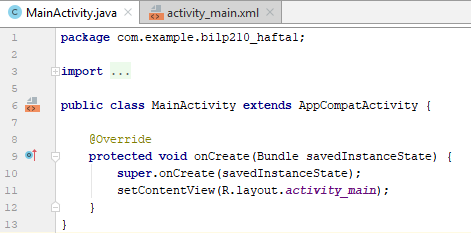 MainActivity.java
activity_main.xml
1 package com.example.bilp210_hafta1;
2
3 import ...
5
6 public class MainActivity extends AppCompatActivity {
7
8 @Override
9 protected void onCreate(Bundle savedInstanceState) {
10 super.onCreate(savedInstanceState);
11 setContentView(R.layout.activity_main);
12 }
13 }